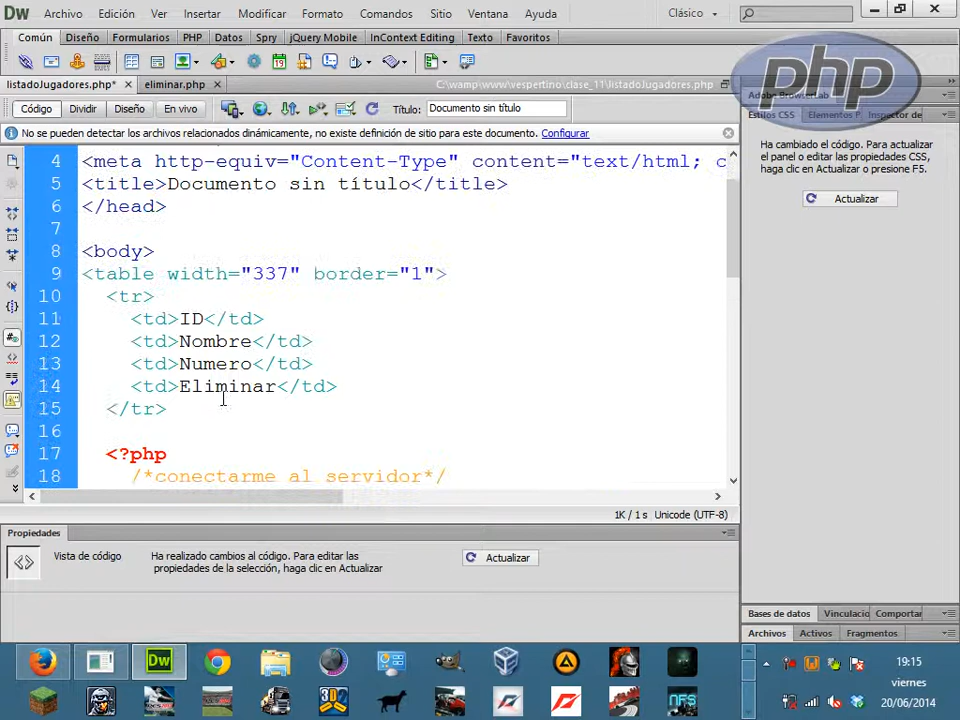 Dw Archivo Edición Ver Insertar Modificar Formato Comandos Sitio Ventana Ayuda Clásico
Común Diseño Formularios PHP Datos Spry jQuery Mobile InContext Editing Texto Favoritos
php
listadoJugadores.php* eliminar.php C:\wamp\www\vespertino\clase_11\listadoJugadores.php
Adobe BrowserLab
Código Dividir Diseño En vivo Título: Documento sin título
Estilos CSS Elementos P Inspector de
No se pueden detectar los archivos relacionados dinámicamente, no existe definición de sitio para este documento. Configurar
Ha cambiado el código. Para actualizar
el panel o editar las propiedades CSS,
haga clic en Actualizar o presione F5.
Actualizar
4 <meta http-equiv="Content-Type" content="text/html; c
5 <title>Documento sin título</title>
6 </head>
7
8 <body>
9 <table width="337" border="1">
10 <tr>
11 <td>ID</td>
12 <td>Nombre</td>
13 <td>Numero</td>
14 <td>Eliminar</td>
15 </tr>
16
17 <?php
18 /*conectarme al servidor*/
1K / 1 s Unicode (UTF-8)
Propiedades
Vista de código
Ha realizado cambios al código. Para editar las
propiedades de la selección, haga clic en Actualizar
Actualizar
Bases de datos Vinculacio Comportar
Archivos Activos Fragmentos
Dw
19:15
viernes
20/06/2014